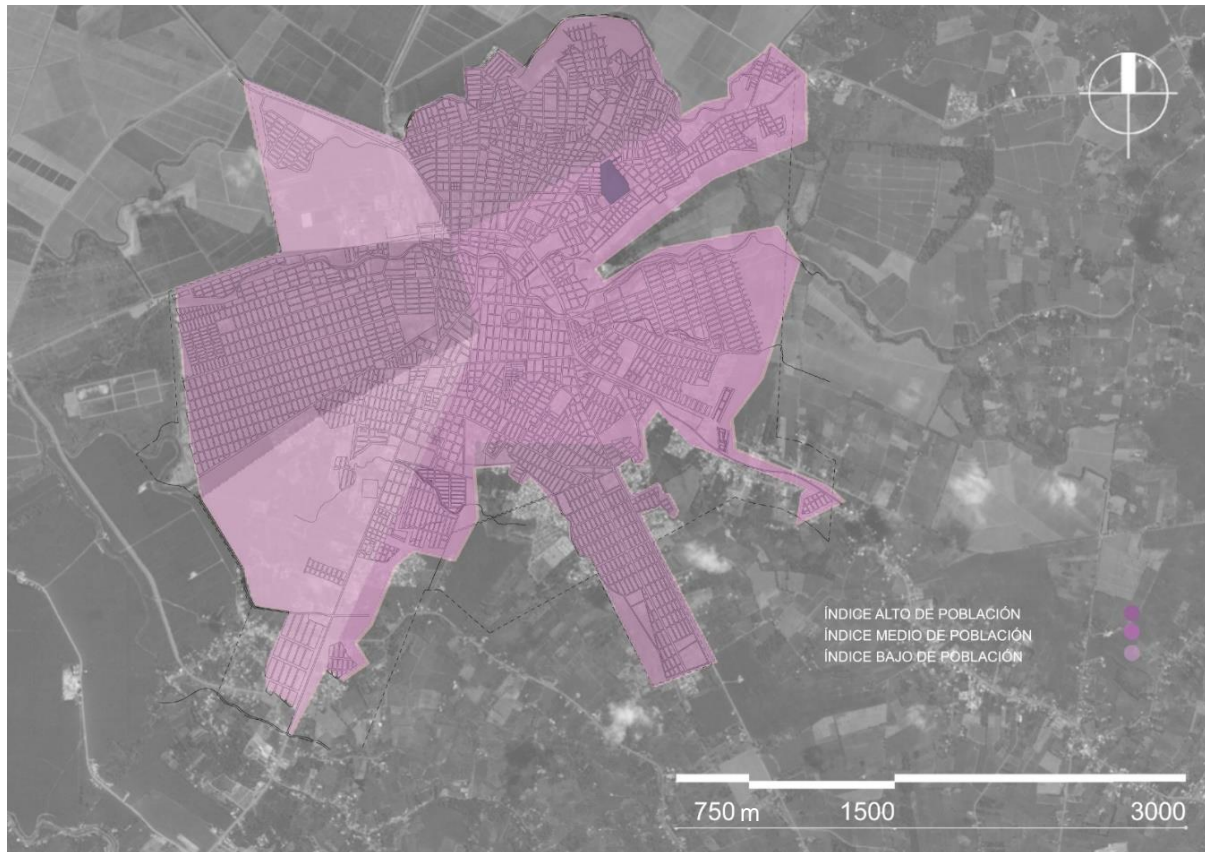 ÍNDICE ALTO DE POBLACIÓN
ÍNDICE MEDIO DE POBLACIÓN
ÍNDICE BAJO DE POBLACIÓN
750 m 1500 3000